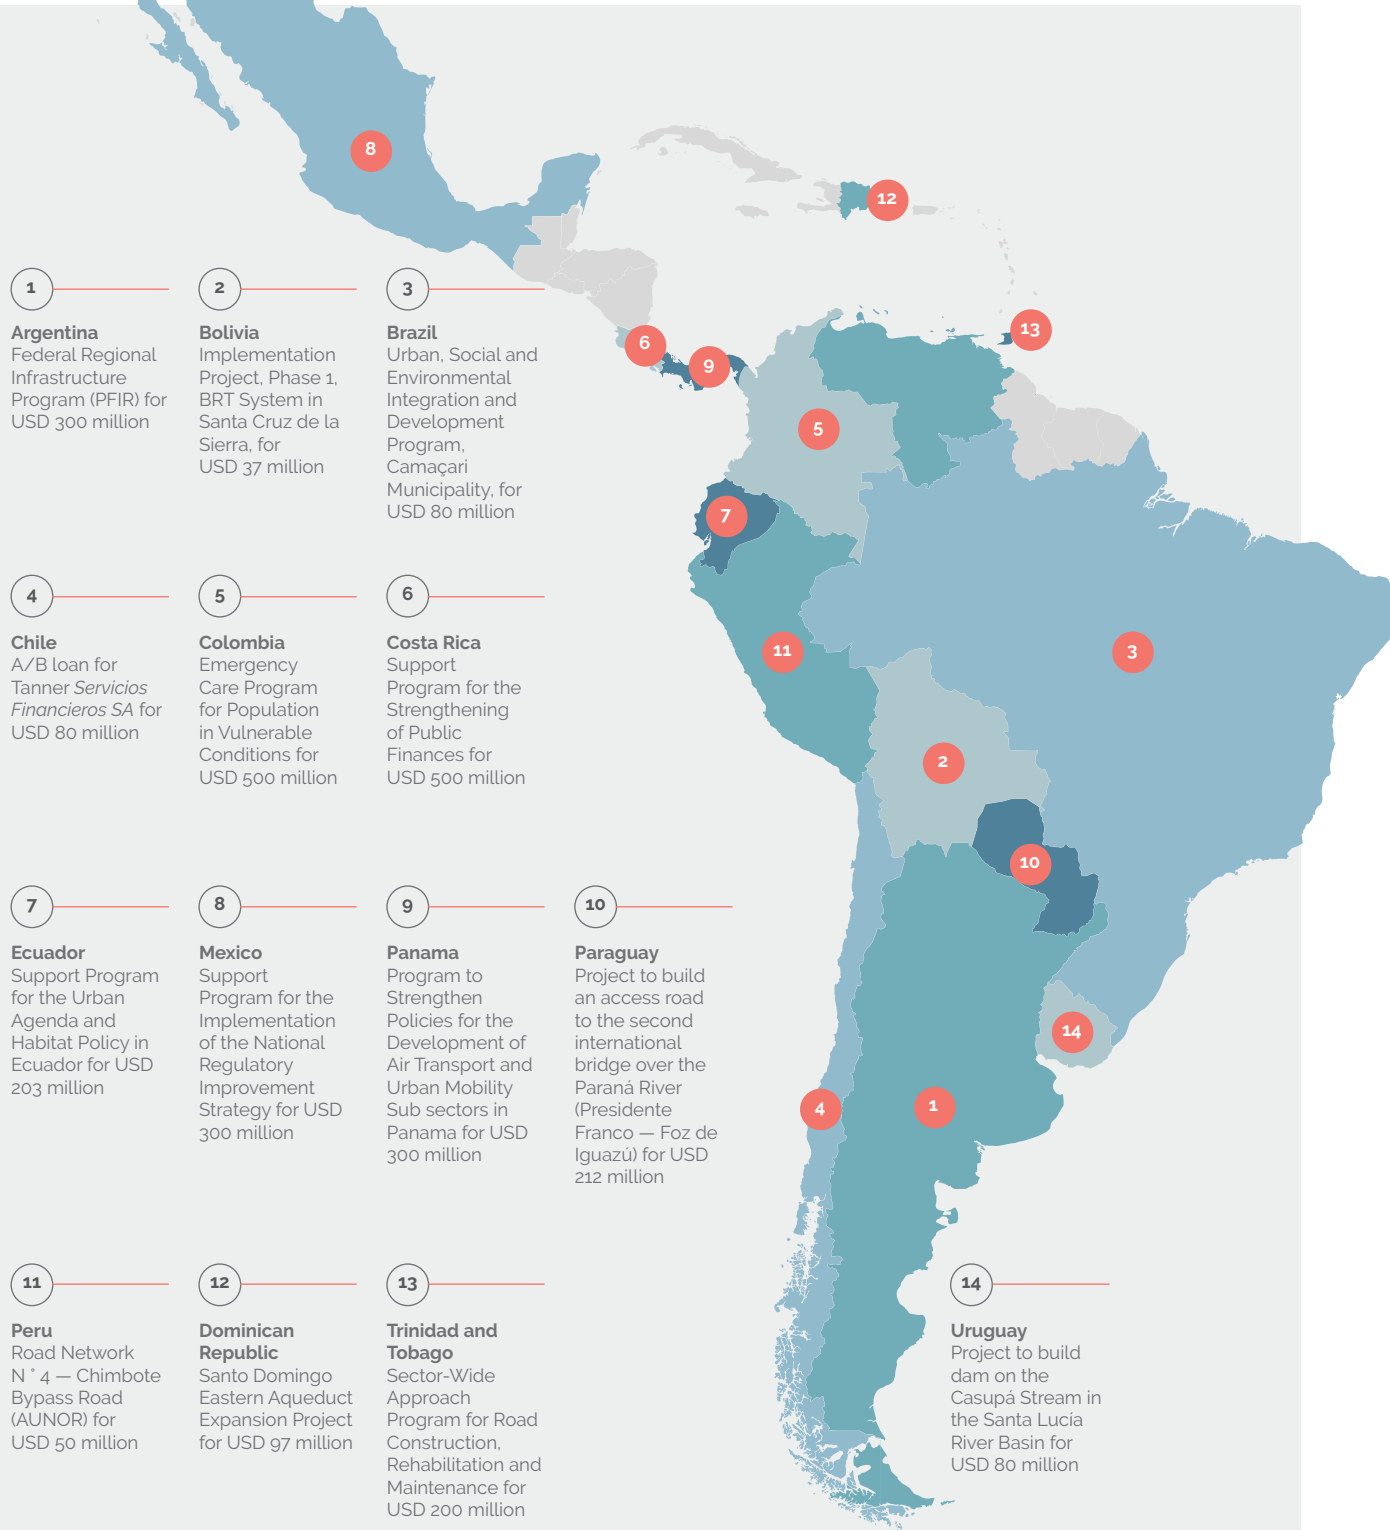 8
12
13
6
9
5
7
11
3
2
10
14
4
1
1
Argentina
Federal Regional
Infrastructure
Program (PFIR) for
USD 300 million
2
Bolivia
Implementation
Project, Phase 1,
BRT System in
Santa Cruz de la
Sierra, for
USD 37 million
3
Brazil
Urban, Social and
Environmental
Integration and
Development
Program,
Camaçari
Municipality, for
USD 80 million
4
Chile
A/B loan for
Tanner Servicios
Financieros SA for
USD 80 million
5
Colombia
Emergency
Care Program
for Population
in Vulnerable
Conditions for
USD 500 million
6
Costa Rica
Support
Program for the
Strengthening
of Public
Finances for
USD 500 million
7
Ecuador
Support Program
for the Urban
Agenda and
Habitat Policy in
Ecuador for USD
203 million
8
Mexico
Support
Program for the
Implementation
of the National
Regulatory
Improvement
Strategy for USD
300 million
9
Panama
Program to
Strengthen
Policies for the
Development of
Air Transport and
Urban Mobility
Sub sectors in
Panama for USD
300 million
10
Paraguay
Project to build
an access road
to the second
international
bridge over the
Paraná River
(Presidente
Franco — Foz de
Iguazú) for USD
212 million
11
Peru
Road Network
N ° 4 — Chimbote
Bypass Road
(AUNOR) for
USD 50 million
12
Dominican
Republic
Santo Domingo
Eastern Aqueduct
Expansion Project
for USD 97 million
13
Trinidad and
Tobago
Sector-Wide
Approach
Program for Road
Construction,
Rehabilitation and
Maintenance for
USD 200 million
14
Uruguay
Project to build
dam on the
Casupá Stream in
the Santa Lucía
River Basin for
USD 80 million